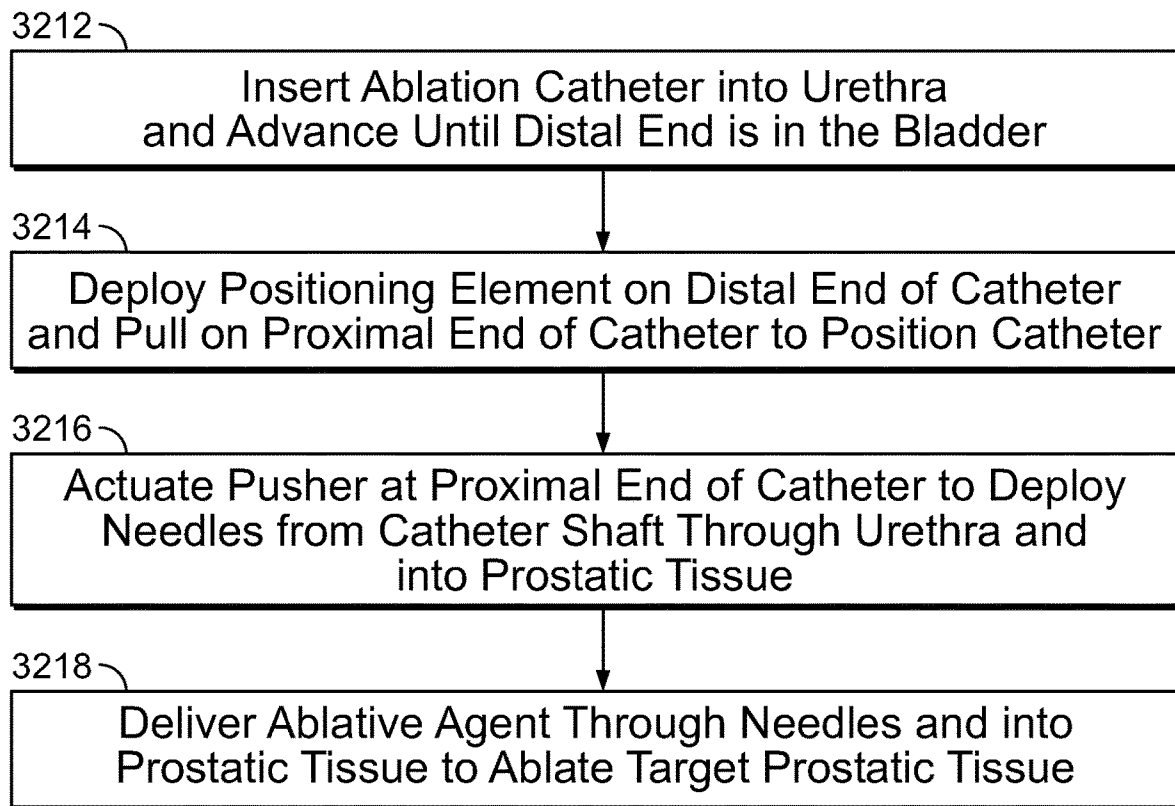 3212
Insert Ablation Catheter into Urethra
and Advance Until Distal End is in the Bladder
3214
Deploy Positioning Element on Distal End of Catheter
and Pull on Proximal End of Catheter to Position Catheter
3216
Actuate Pusher at Proximal End of Catheter to Deploy
Needles from Catheter Shaft Through Urethra and
into Prostatic Tissue
3218
Deliver Ablative Agent Through Needles and into
Prostatic Tissue to Ablate Target Prostatic Tissue